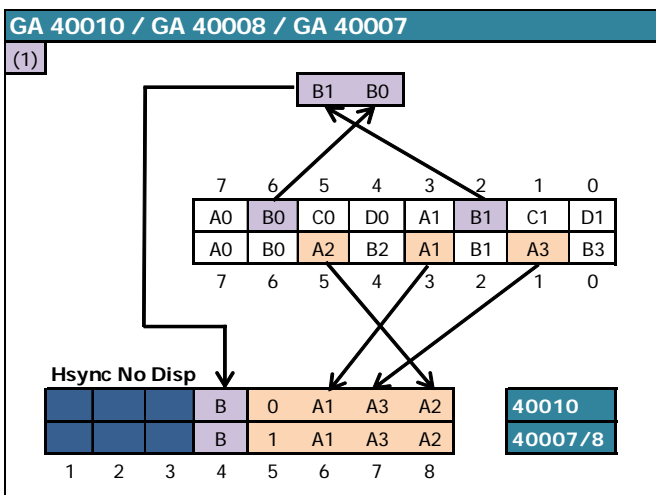 GA 40010 / GA 40008 / GA 40007
(1)
B1 B0
7 6 5 4 3 2 1 0
A0 B0 C0 D0 A1 B1 C1 D1
A0 B0 A2 B2 A1 B1 A3 B3
7 6 5 4 3 2 1 0
Hsync No Disp
B 0 A1 A3 A2 40010
B 1 A1 A3 A2 40007/8
1 2 3 4 5 6 7 8